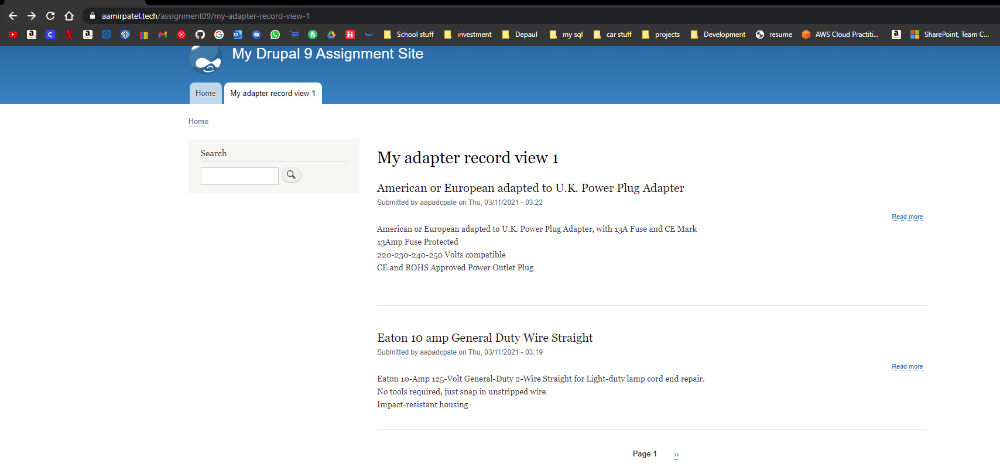 aamirpatel.tech/assignment09/my-adapter-record-view-1
School stuff investment Depaul my sql car stuff projects Development resume AWS Cloud Practiti... SharePoint, Team C...
My Drupal 9 Assignment Site
Home My adapter record view 1
Home
Search
My adapter record view 1
American or European adapted to U.K. Power Plug Adapter
Submitted by aapadcpate on Thu, 03/11/2021 - 03:22
Read more
American or European adapted to U.K. Power Plug Adapter, with 13A Fuse and CE Mark
13Amp Fuse Protected
220-230-240-250 Volts compatible
CE and ROHS Approved Power Outlet Plug
Eaton 10 amp General Duty Wire Straight
Submitted by aapadcpate on Thu, 03/11/2021 - 03:19
Read more
Eaton 10-Amp 125-Volt General-Duty 2-Wire Straight for Light-duty lamp cord end repair.
No tools required, just snap in unstripped wire
Impact-resistant housing
Page 1 ››